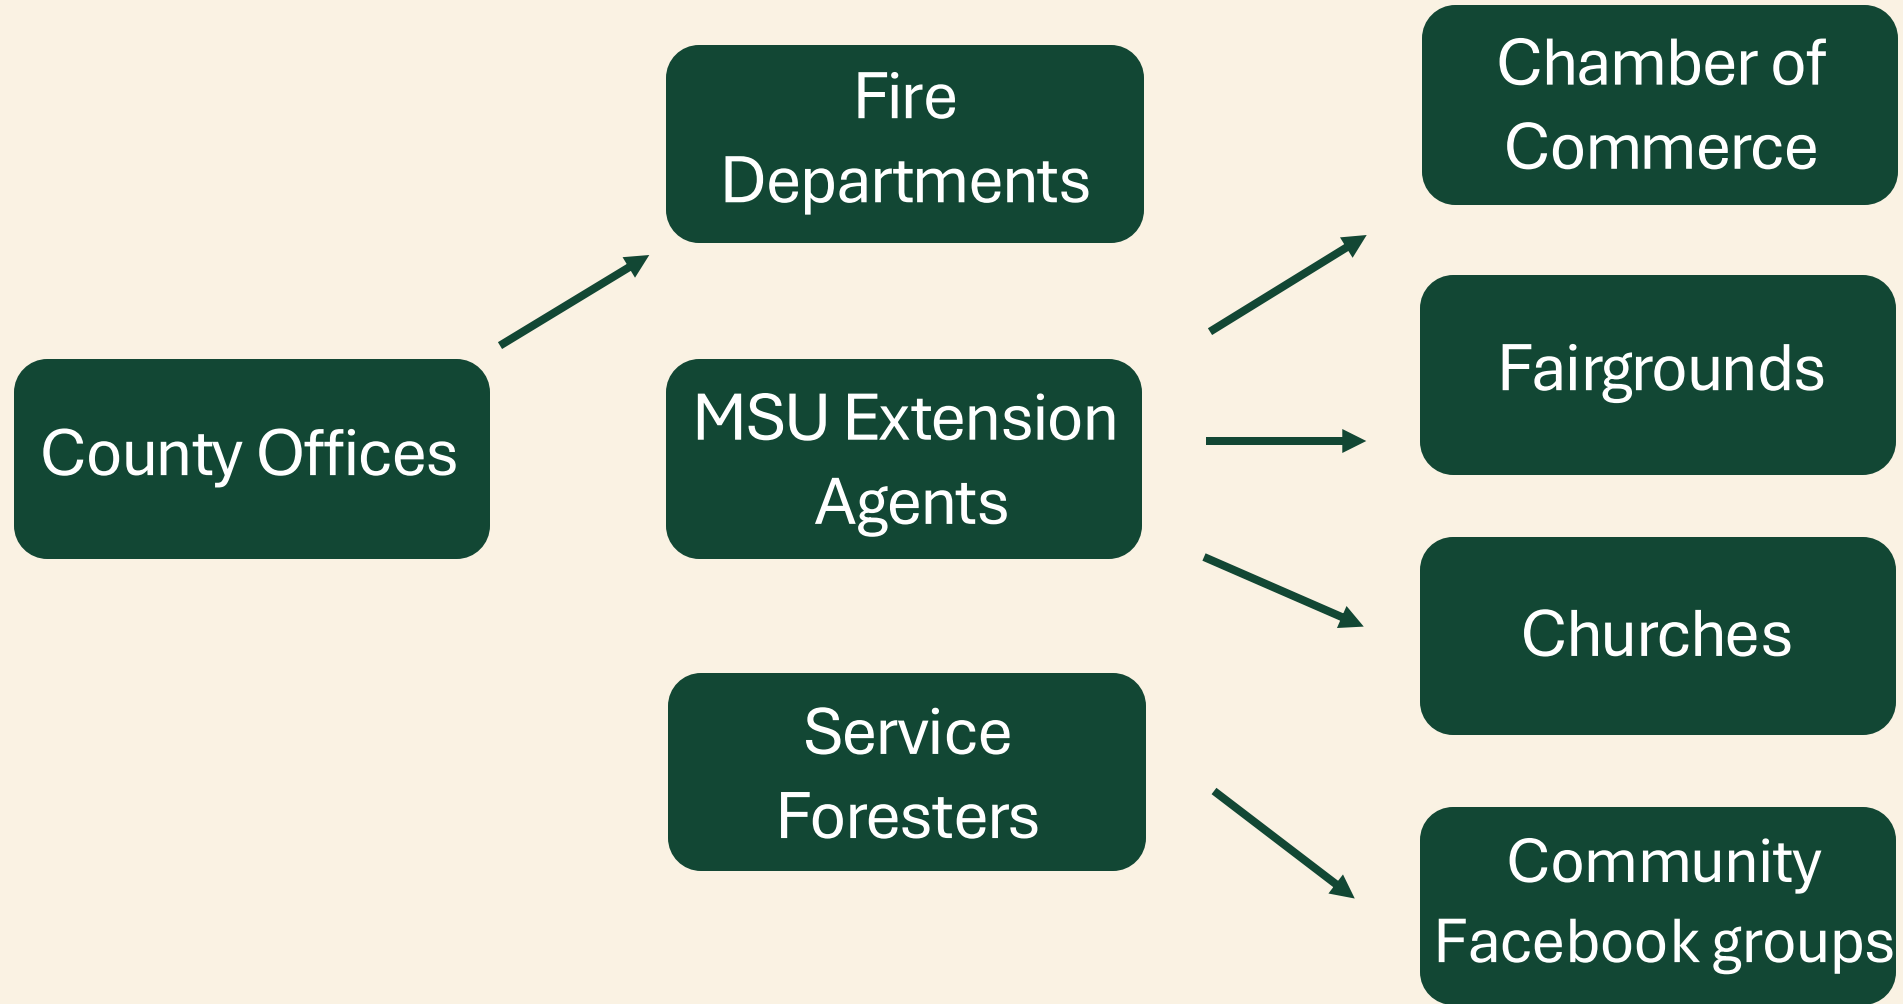 County Offices
Fire
Departments
MSU Extension
Agents
Service
Foresters
Chamber of
Commerce
Fairgrounds
Churches
Community
Facebook groups